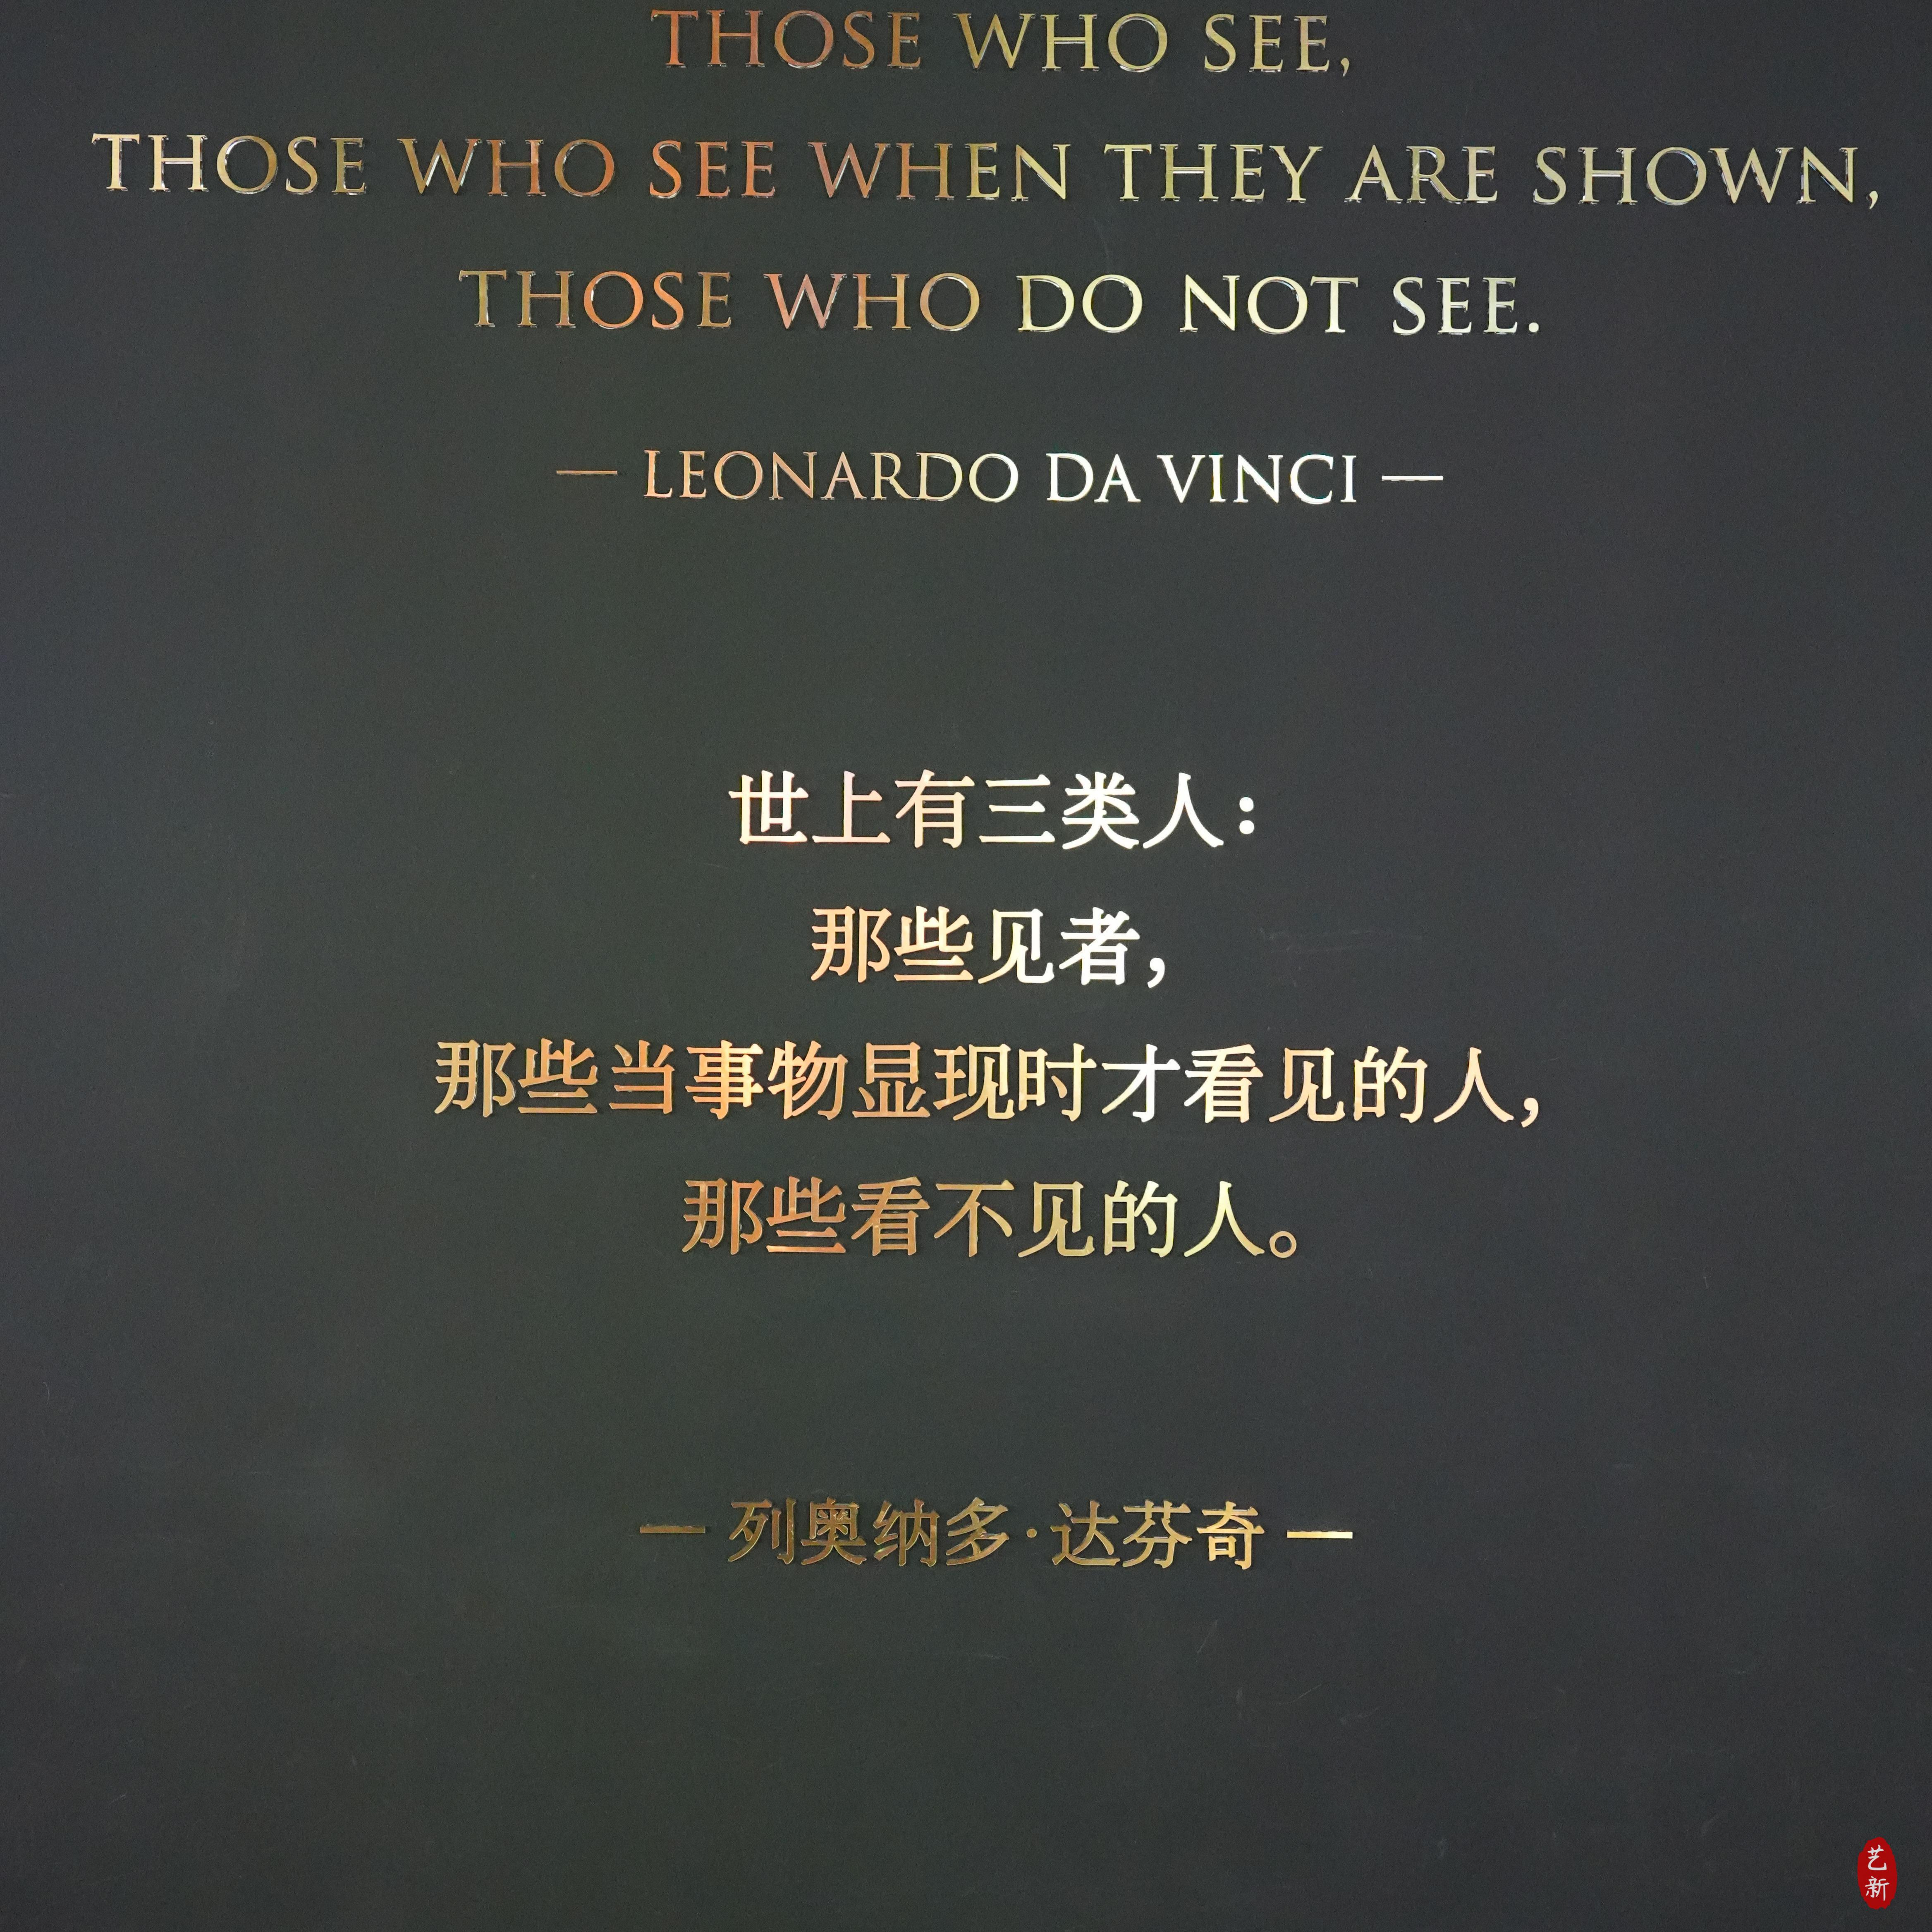 THOSE WHO SEE,
THOSE WHO SEE WHEN THEY ARE SHOWN,
THOSE WHO DO NOT SEE.
— LEONARDO DA VINCI —
世上有三类人：
那些见者，
那些当事物显现时才看见的人，
那些看不见的人。
— 列奥纳多·达芬奇 —
艺
新